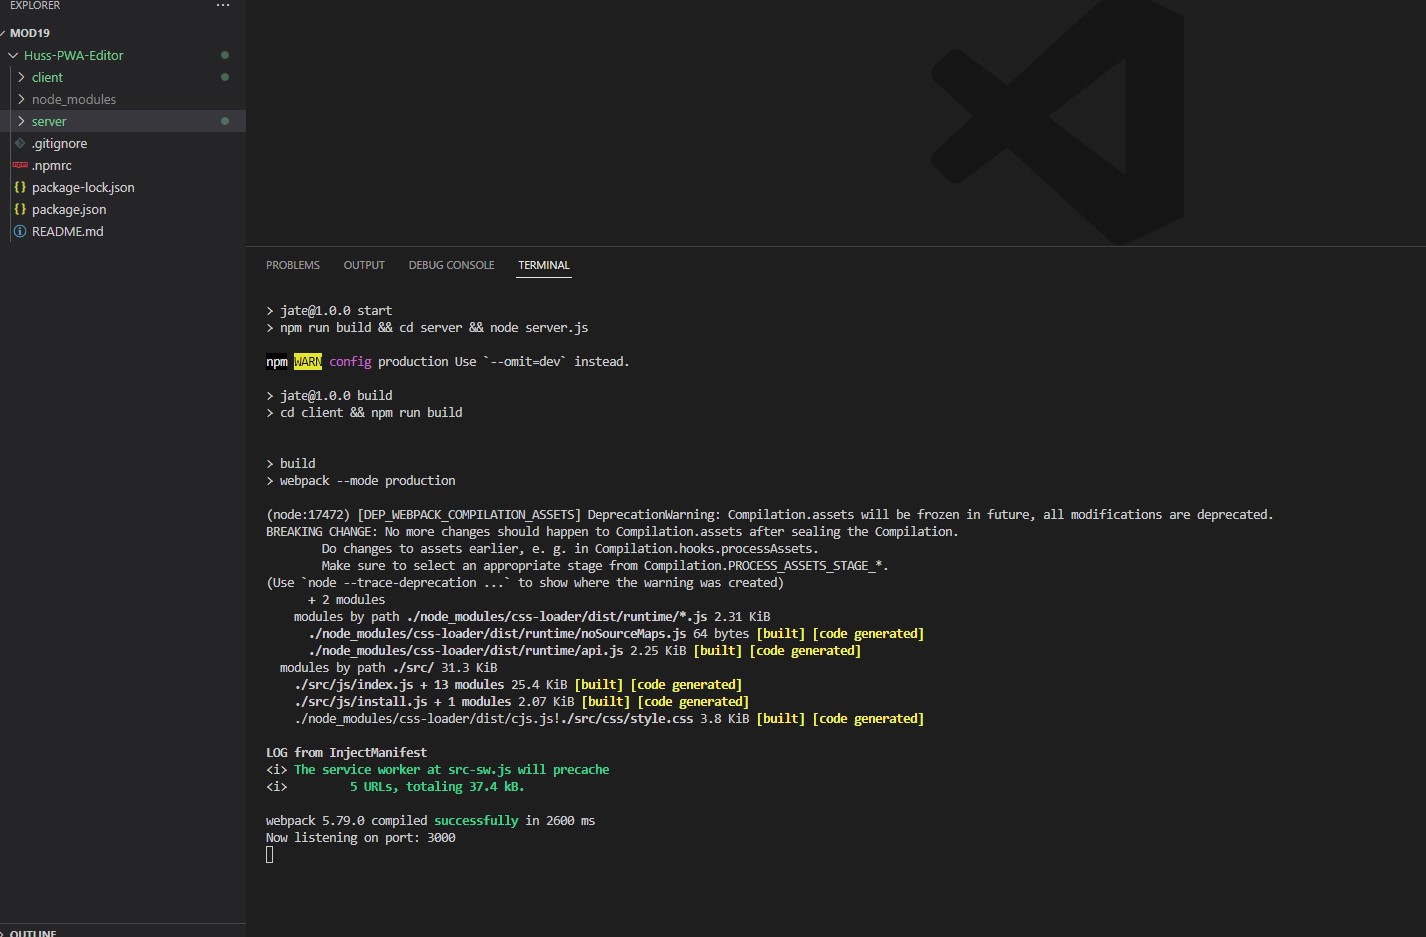 EXPLORER
MOD19
Huss-PWA-Editor
client
node_modules
server
.gitignore
.npmrc
package-lock.json
package.json
README.md
OUTLINE
PROBLEMS OUTPUT DEBUG CONSOLE TERMINAL
> jate@1.0.0 start
> npm run build && cd server && node server.js
npm WARN config production Use `--omit=dev` instead.
> jate@1.0.0 build
> cd client && npm run build
> build
> webpack --mode production
(node:17472) [DEP_WEBPACK_COMPILATION_ASSETS] DeprecationWarning: Compilation.assets will be frozen in future, all modifications are deprecated.
BREAKING CHANGE: No more changes should happen to Compilation.assets after sealing the Compilation.
Do changes to assets earlier, e. g. in Compilation.hooks.processAssets.
Make sure to select an appropriate stage from Compilation.PROCESS_ASSETS_STAGE_*.
(Use `node --trace-deprecation ...` to show where the warning was created)
+ 2 modules
modules by path ./node_modules/css-loader/dist/runtime/*.js 2.31 KiB
./node_modules/css-loader/dist/runtime/noSourceMaps.js 64 bytes [built] [code generated]
./node_modules/css-loader/dist/runtime/api.js 2.25 KiB [built] [code generated]
modules by path ./src/ 31.3 KiB
./src/js/index.js + 13 modules 25.4 KiB [built] [code generated]
./src/js/install.js + 1 modules 2.07 KiB [built] [code generated]
./node_modules/css-loader/dist/cjs.js!./src/css/style.css 3.8 KiB [built] [code generated]
LOG from InjectManifest
<i> The service worker at src-sw.js will precache
<i> 5 URLs, totaling 37.4 kB.
webpack 5.79.0 compiled successfully in 2600 ms
Now listening on port: 3000